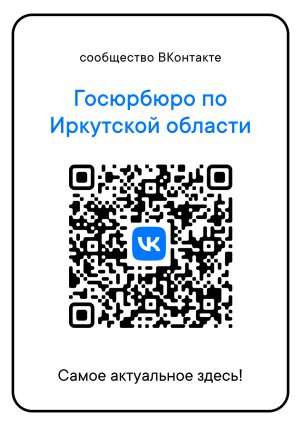 сообщество ВКонтакте
Госюрбюро по
Иркутской области
Самое актуальное здесь!